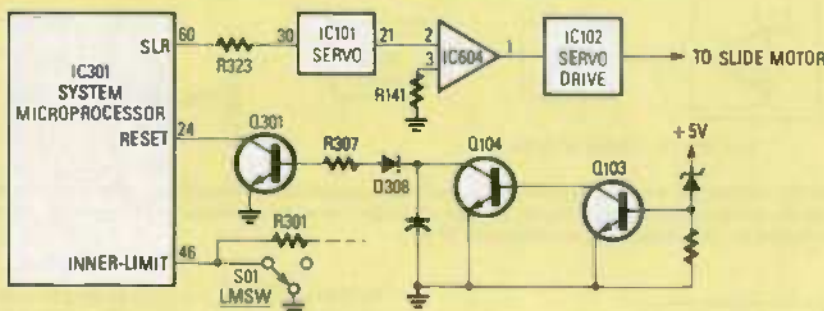 IC301
SYSTEM
MICROPROCESSOR
SLR
60
R323
30
IC101
SERVO
21
2
3
IC604
1
IC102
SERVO
DRIVE
TO SLIDE MOTOR
R141
RESET
24
Q301
R307
D308
Q104
Q103
+5V
INNER-LIMIT
46
R301
S01
LMSW